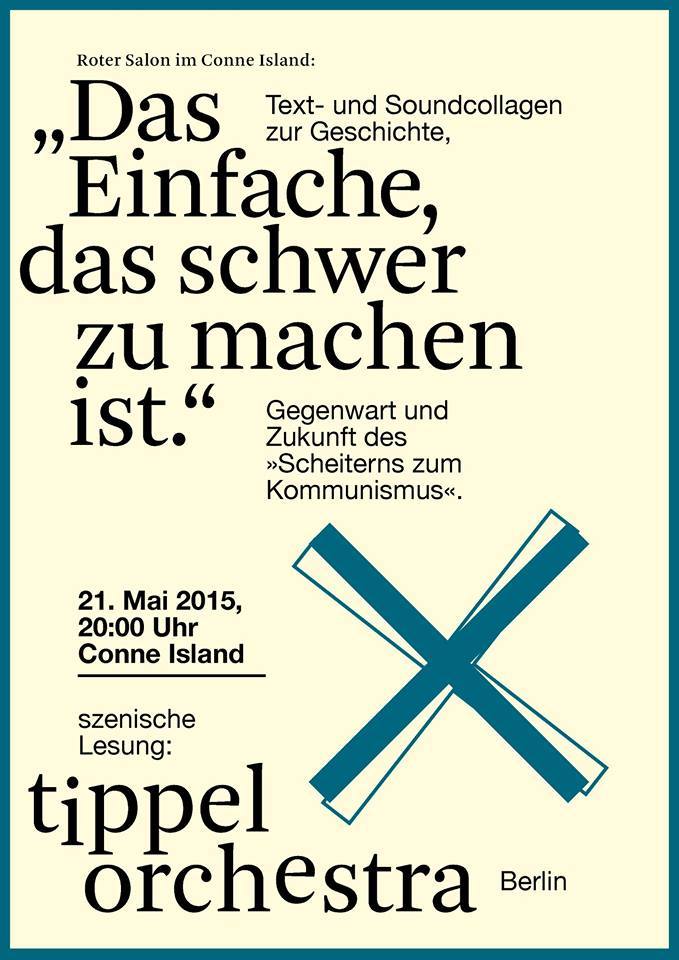 Roter Salon im Conne Island:
„Das
Einfache,
das schwer
zu machen
ist.“
Text- und Soundcollagen
zur Geschichte,
Gegenwart und
Zukunft des
»Scheiterns zum
Kommunismus«.
21. Mai 2015,
20:00 Uhr
Conne Island
szenische
Lesung:
tippel
orchestra
Berlin